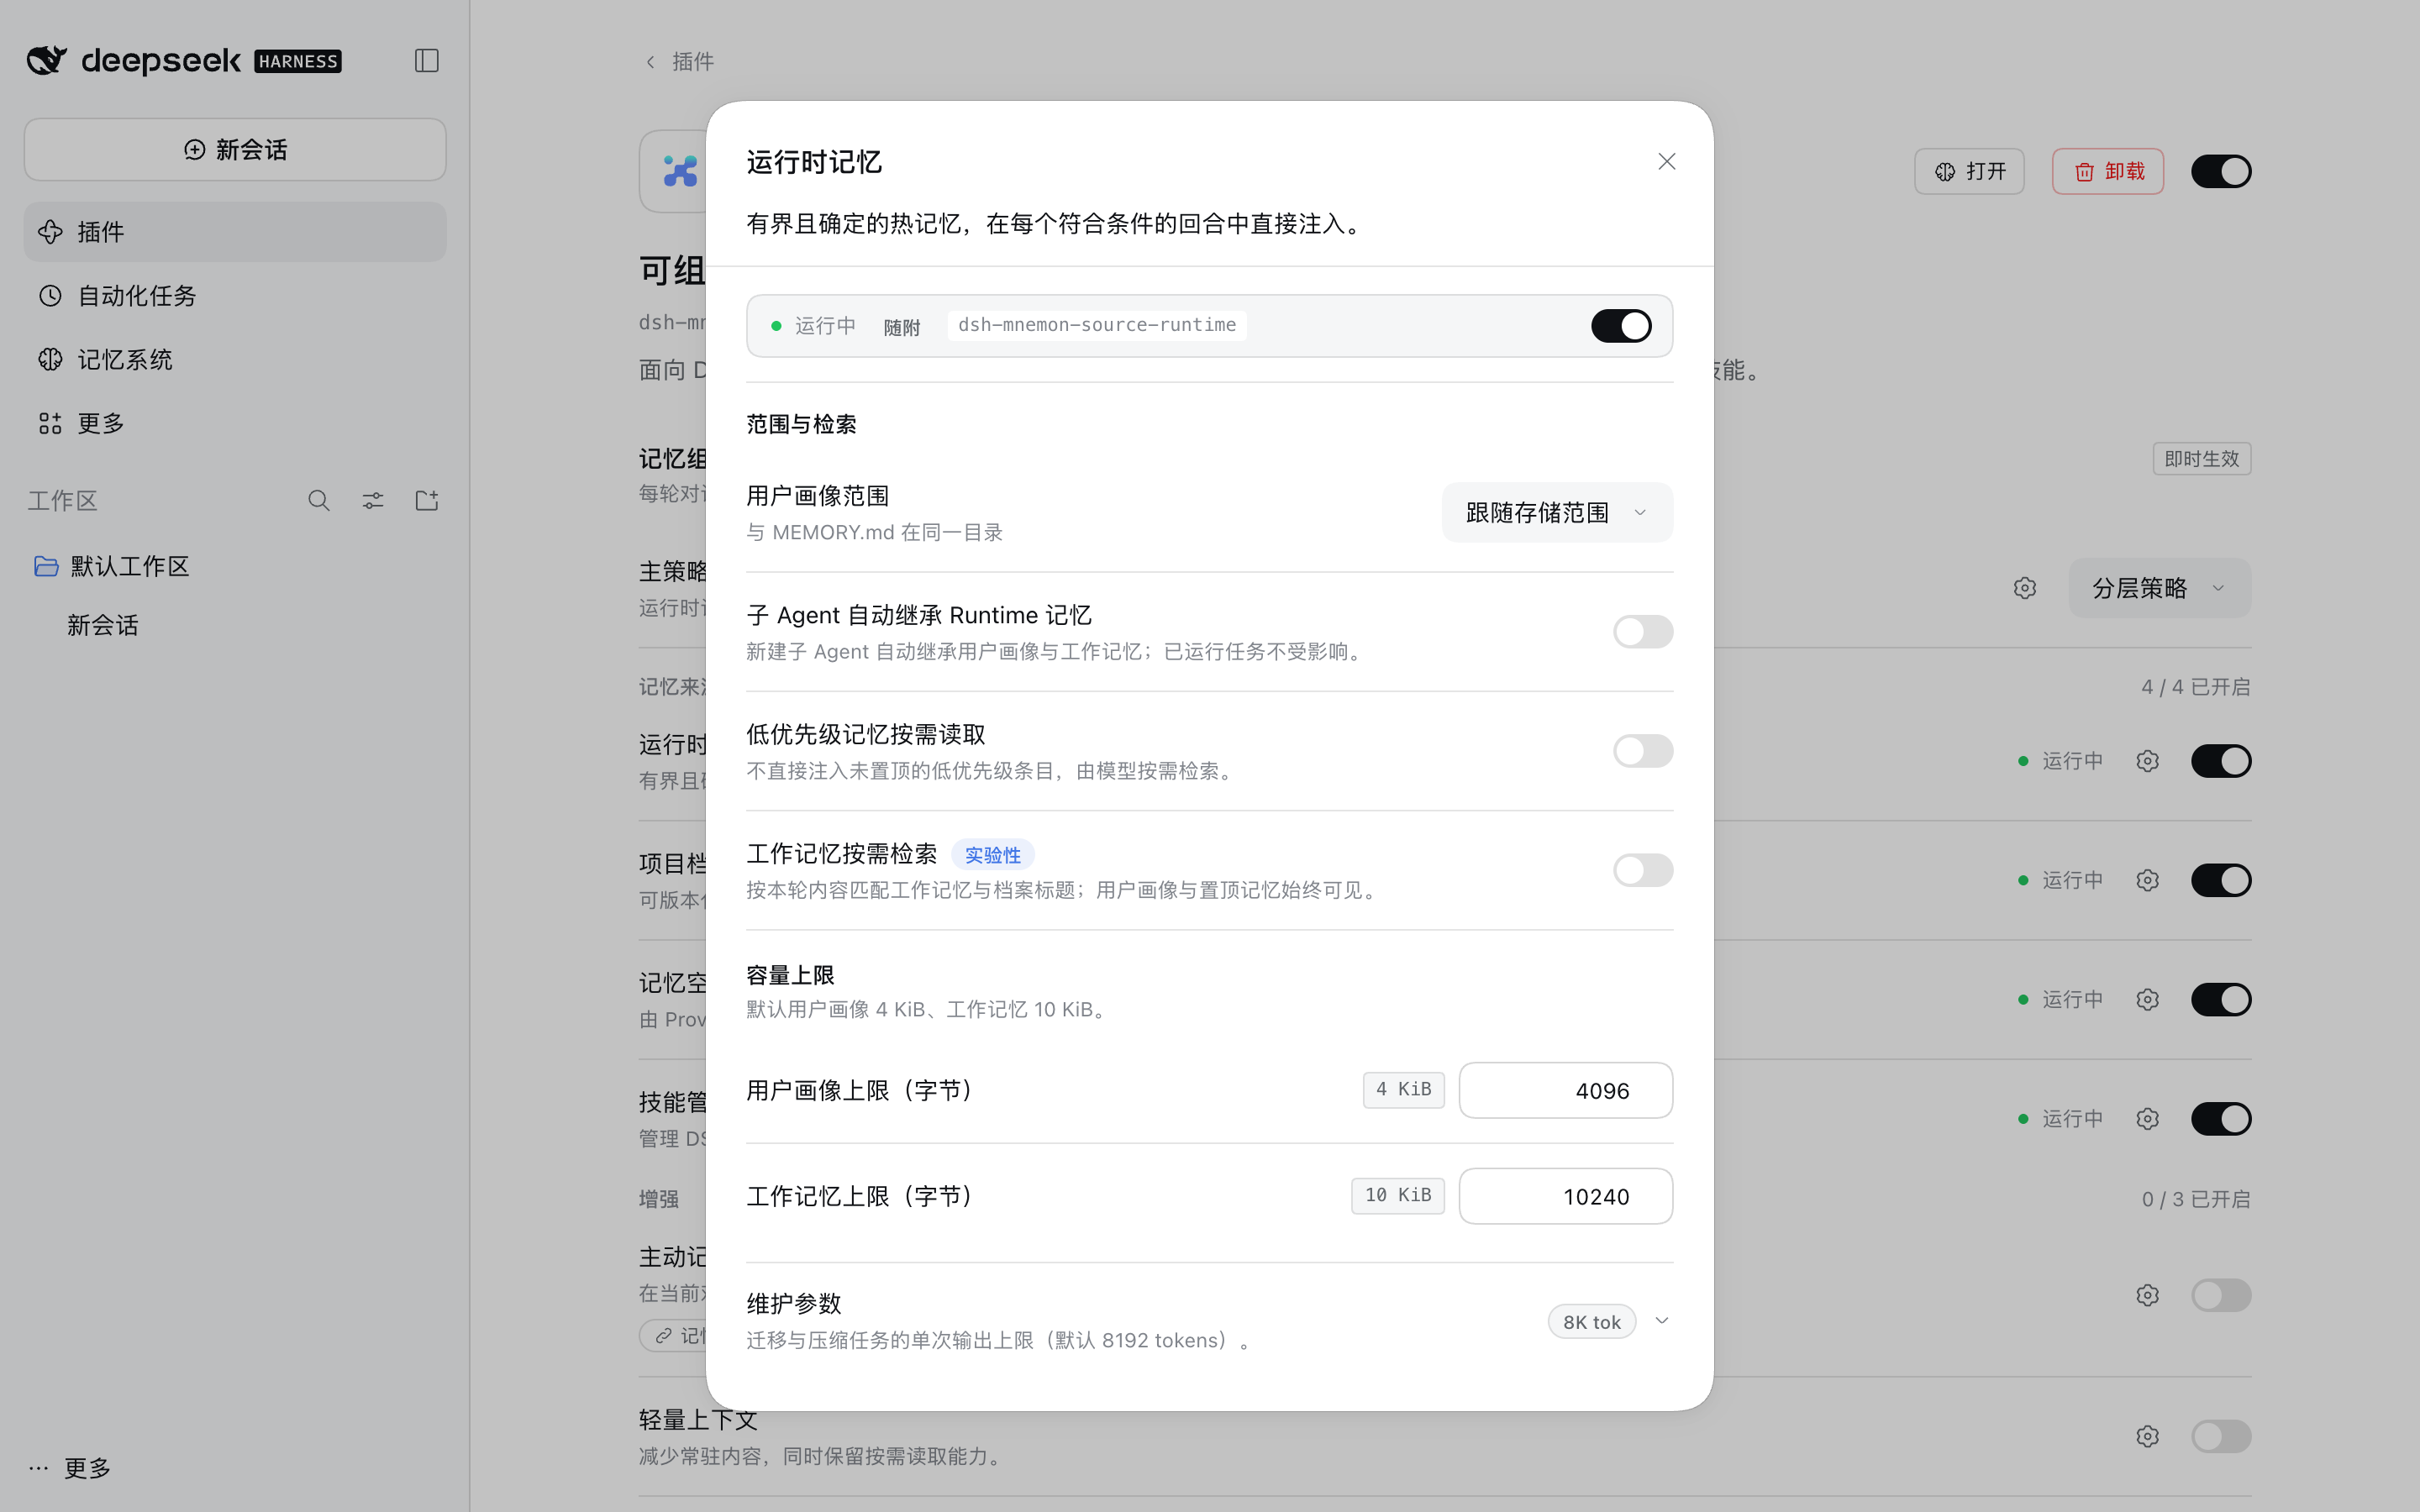 deepseek HARNESS
新会话
插件
自动化任务
记忆系统
更多
工作区
默认工作区
新会话
更多
插件
打开
卸载
可组
dsh-mn
面向 D
技能。
记忆组
每轮对话
即时生效
主策略
运行时
分层策略
记忆来源
4 / 4 已开启
运行时
有界且确
运行中
项目档
可版本化
运行中
记忆空
由 Prov
运行中
技能管
管理 DS
运行中
增强
0 / 3 已开启
主动记
在当前对
记忆
轻量上下文
减少常驻内容，同时保留按需读取能力。
运行时记忆
有界且确定的热记忆，在每个符合条件的回合中直接注入。
运行中 随附 dsh-mnemon-source-runtime
范围与检索
用户画像范围
与 MEMORY.md 在同一目录
跟随存储范围
子 Agent 自动继承 Runtime 记忆
新建子 Agent 自动继承用户画像与工作记忆；已运行任务不受影响。
低优先级记忆按需读取
不直接注入未置顶的低优先级条目，由模型按需检索。
工作记忆按需检索 实验性
按本轮内容匹配工作记忆与档案标题；用户画像与置顶记忆始终可见。
容量上限
默认用户画像 4 KiB、工作记忆 10 KiB。
用户画像上限（字节） 4 KiB 4096
工作记忆上限（字节） 10 KiB 10240
维护参数
迁移与压缩任务的单次输出上限（默认 8192 tokens）。
8K tok